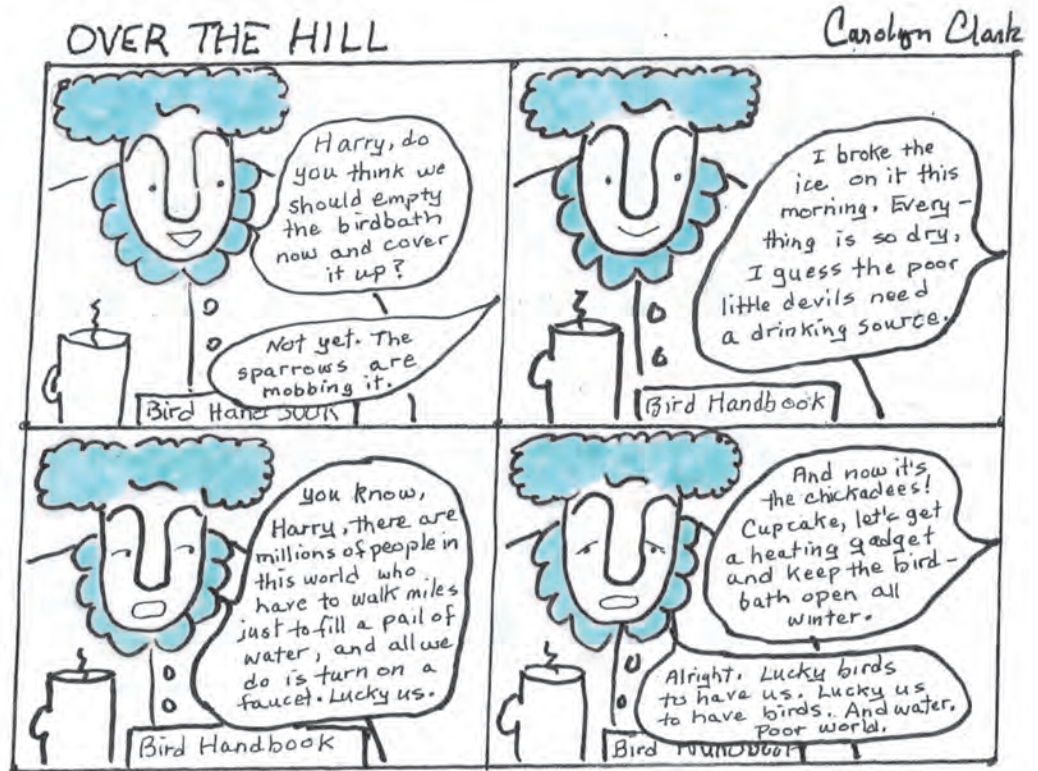 OVER THE HILL
Carolyn Clark
Harry, do
you think we
should empty
the birdbath
now and cover
it up?
Not yet. The
sparrows are
mobbing it.
Bird Handbook
I broke the
ice on it this
morning. Every-
thing is so dry,
I guess the poor
little devils need
a drinking source.
Bird Handbook
you know,
Harry, there are
millions of people in
this world who
have to walk miles
just to fill a pail of
water, and all we
do is turn on a
faucet. Lucky us.
Bird Handbook
And now it's
the chickadees!
Cupcake, let's get
a heating gadget
and keep the bird-
bath open all
winter.
Alright. Lucky birds
to have us. Lucky us
to have birds. And water.
Poor world.
Bird Handbook